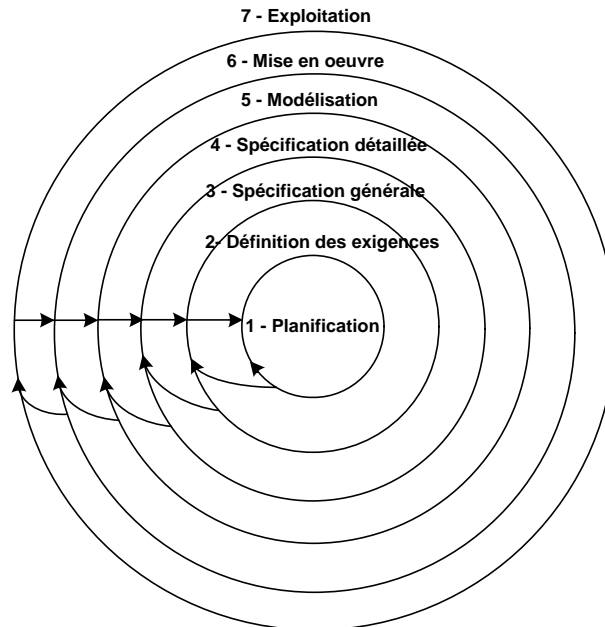 7 - Exploitation
6 - Mise en oeuvre
5 - Modélisation
4 - Spécification détaillée
3 - Spécification générale
2- Définition des exigences
1 - Planification